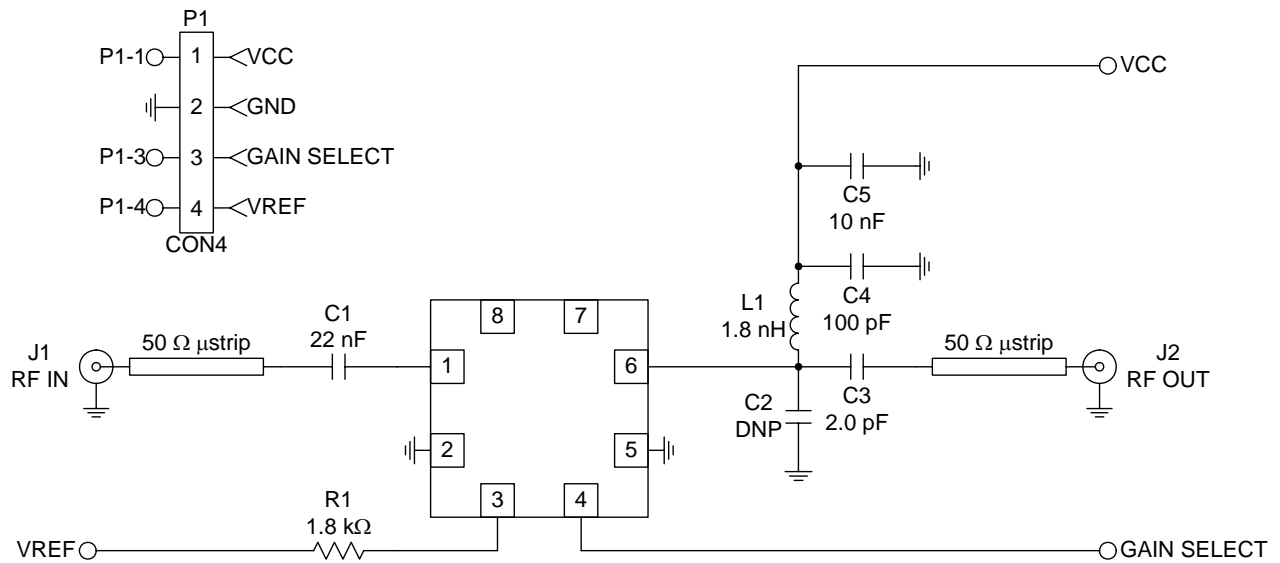 P1
P1-1
1
VCC
2
GND
P1-3
3
GAIN SELECT
P1-4
4
VREF
CON4
VCC
C5
10 nF
C4
100 pF
L1
1.8 nH
8
7
C1
22 nF
J1
RF IN
50 Ω µstrip
1
6
C3
2.0 pF
50 Ω µstrip
J2
RF OUT
C2
DNP
2
5
3
4
R1
1.8 kΩ
VREF
GAIN SELECT